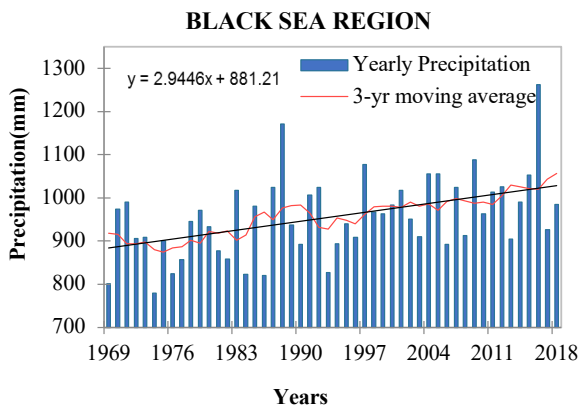 BLACK SEA REGION
y = 2.9446x + 881.21
Yearly Precipitation
3-yr moving average
Precipitation(mm)
1300
1200
1100
1000
900
800
700
1969 1976 1983 1990 1997 2004 2011 2018
Years